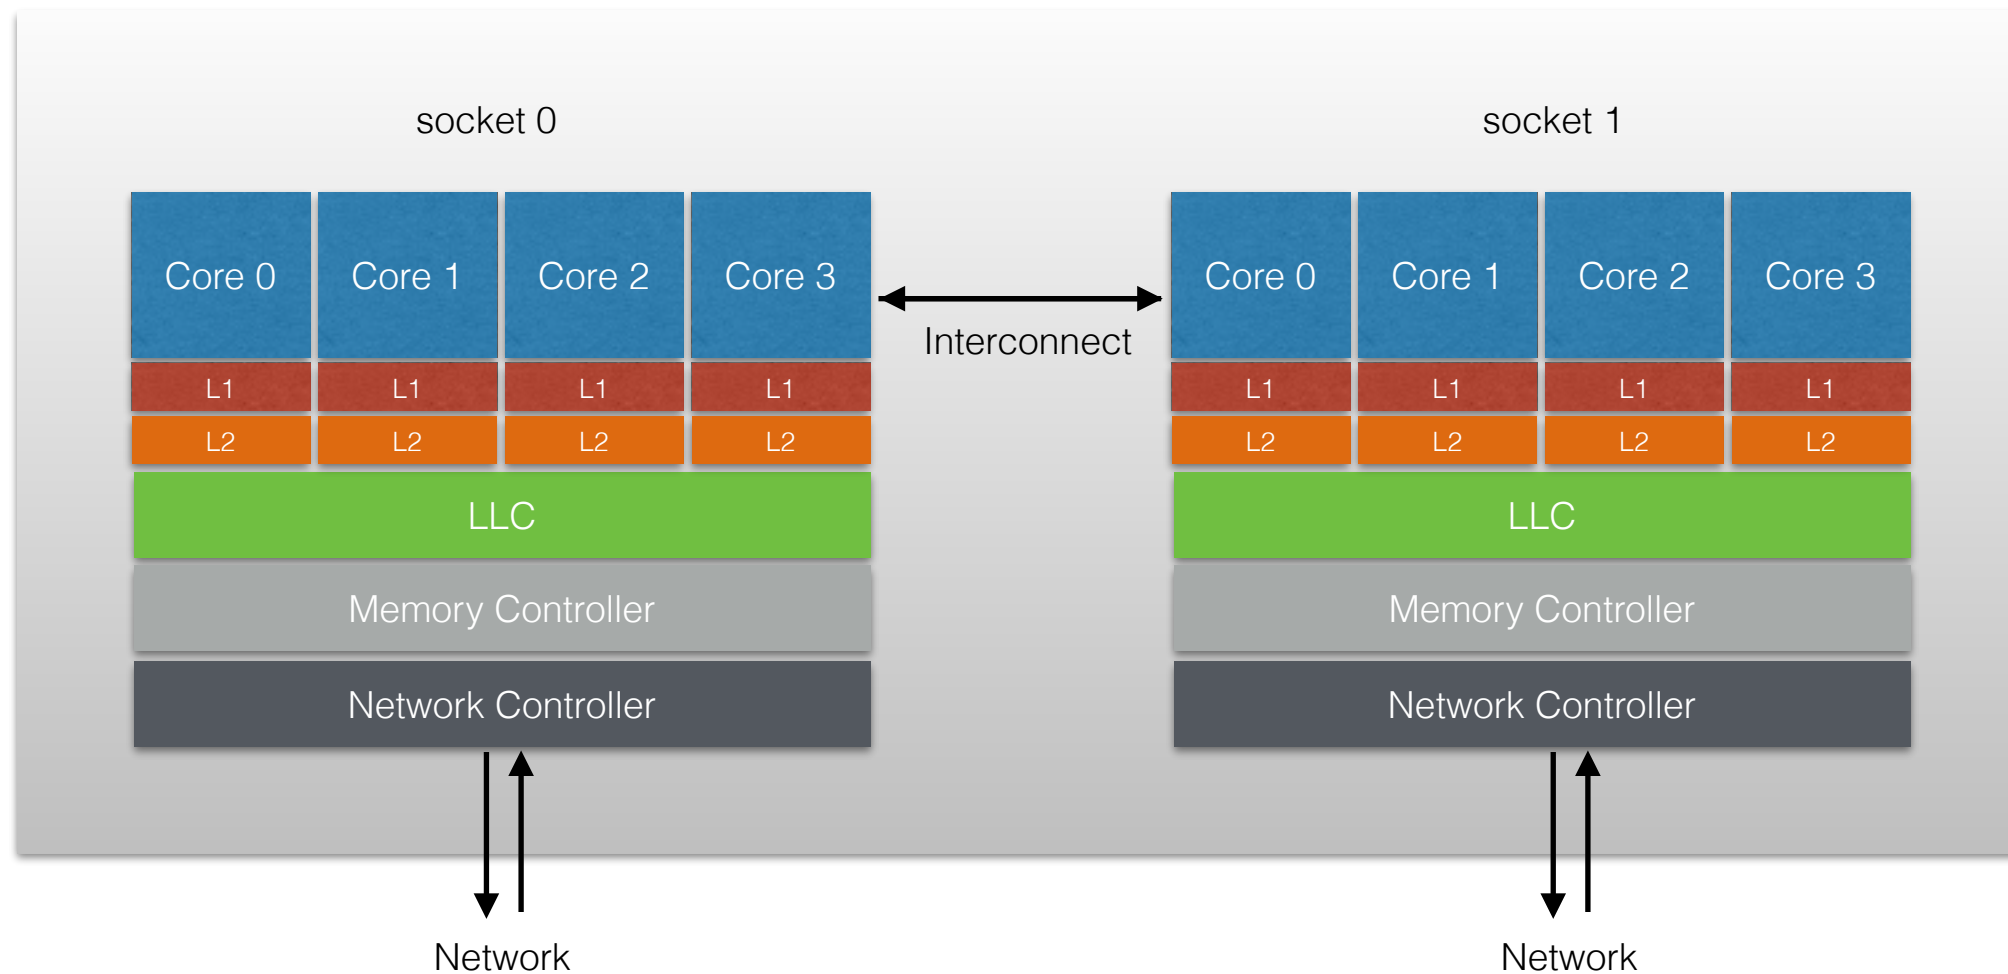 socket 0
socket 1
Core 0 Core 1 Core 2 Core 3
Interconnect
Core 0 Core 1 Core 2 Core 3
L1 L1 L1 L1
L1 L1 L1 L1
L2 L2 L2 L2
L2 L2 L2 L2
LLC
LLC
Memory Controller
Memory Controller
Network Controller
Network Controller
Network
Network